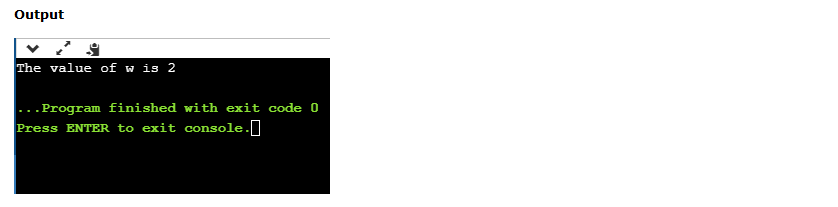 Output
The value of w is 2
...Program finished with exit code 0
Press ENTER to exit console.